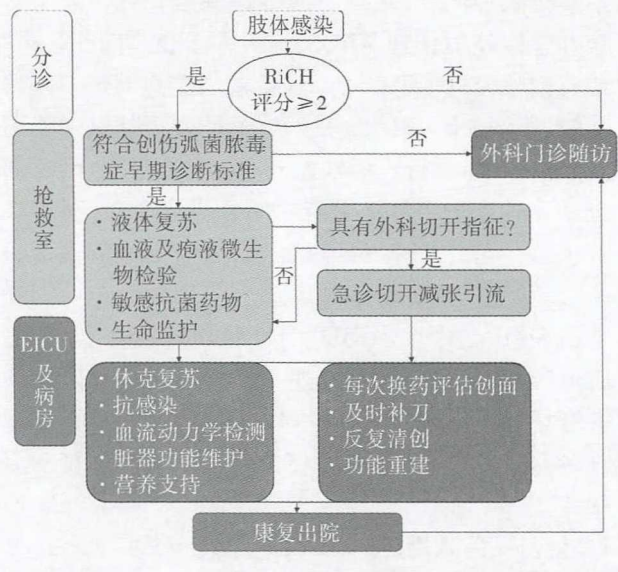 分诊
肢体感染
RiCH
评分≥2
是
否
抢救室
符合创伤弧菌脓毒
症早期诊断标准
否
外科门诊随访
是
· 液体复苏
· 血液及疱液微生
物检验
· 敏感抗菌药物
· 生命监护
具有外科切开指征？
否
是
急诊切开减张引流
EICU
及病房
· 休克复苏
· 抗感染
· 血流动力学检测
· 脏器功能维护
· 营养支持
· 每次换药评估创面
· 及时补刀
· 反复清创
· 功能重建
康复出院